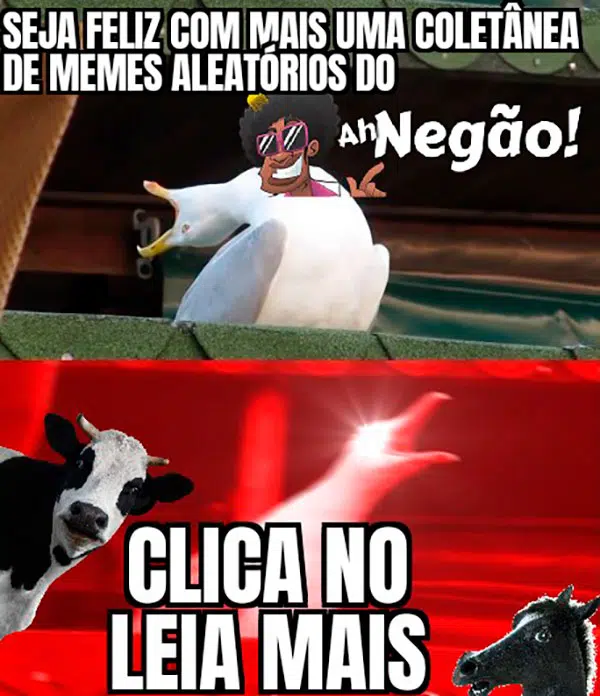 SEJA FELIZ COM MAIS UMA COLETÂNEA
DE MEMES ALEATÓRIOS DO
Ah Negão!
CLICA NO
LEIA MAIS